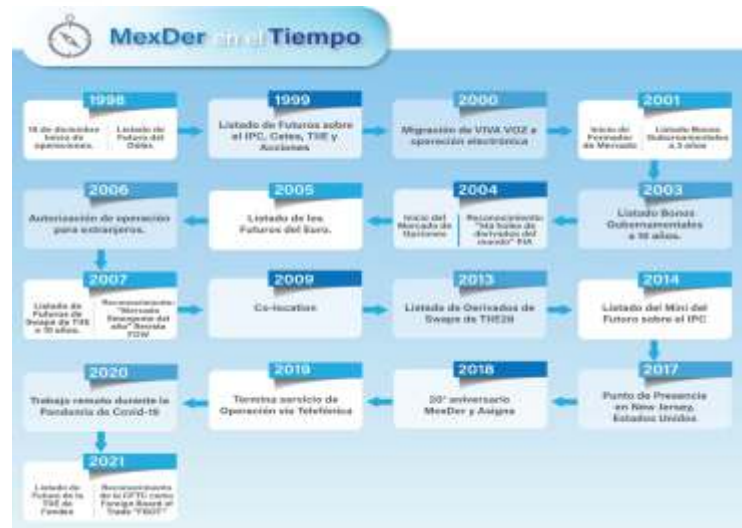 MexDer en el Tiempo
1998
15 de diciembre
Inicio de
operaciones.
Listado de
Futuro del
Dólar.
1999
Listado de Futuros sobre
el IPC, Cetes, TIIE y
Acciones
2000
Migración de VIVA VOZ a
operación electrónica
2001
Inicio de
Formador
de Mercado
Listado Bonos
Gubernamentales
a 3 años
2003
Listado Bonos
Gubernamentales
a 10 años.
2004
Inicio del
Mercado de
Opciones
Reconocimiento:
derivados del
mundo" FIA
2005
Listado de los
Futuros del Euro.
2006
Autorización de operación
para extranjeros.
2007
Listado de
Futuros de
Swaps de TIIE
a 10 años.
Reconocimiento:
"Mercado
Emergente del
año" Revista
FOW
2009
Co-location
2013
Listado de Derivados de
Swaps de TIIE28
2014
Listado del Mini del
Futuro sobre el IPC
2017
Punto de Presencia
en New Jersey,
Estados Unidos
2018
20° aniversario
MexDer y Asigna
2019
Termina servicio de
Operación vía Telefónica
2020
Trabajo remoto durante la
Pandemia de Covid-19
2021
Listado de
Futuro de la
TIIE de
Fondeo
Reconocimiento
de la CFTC como
Foreign Board of
Trade "FBOT"